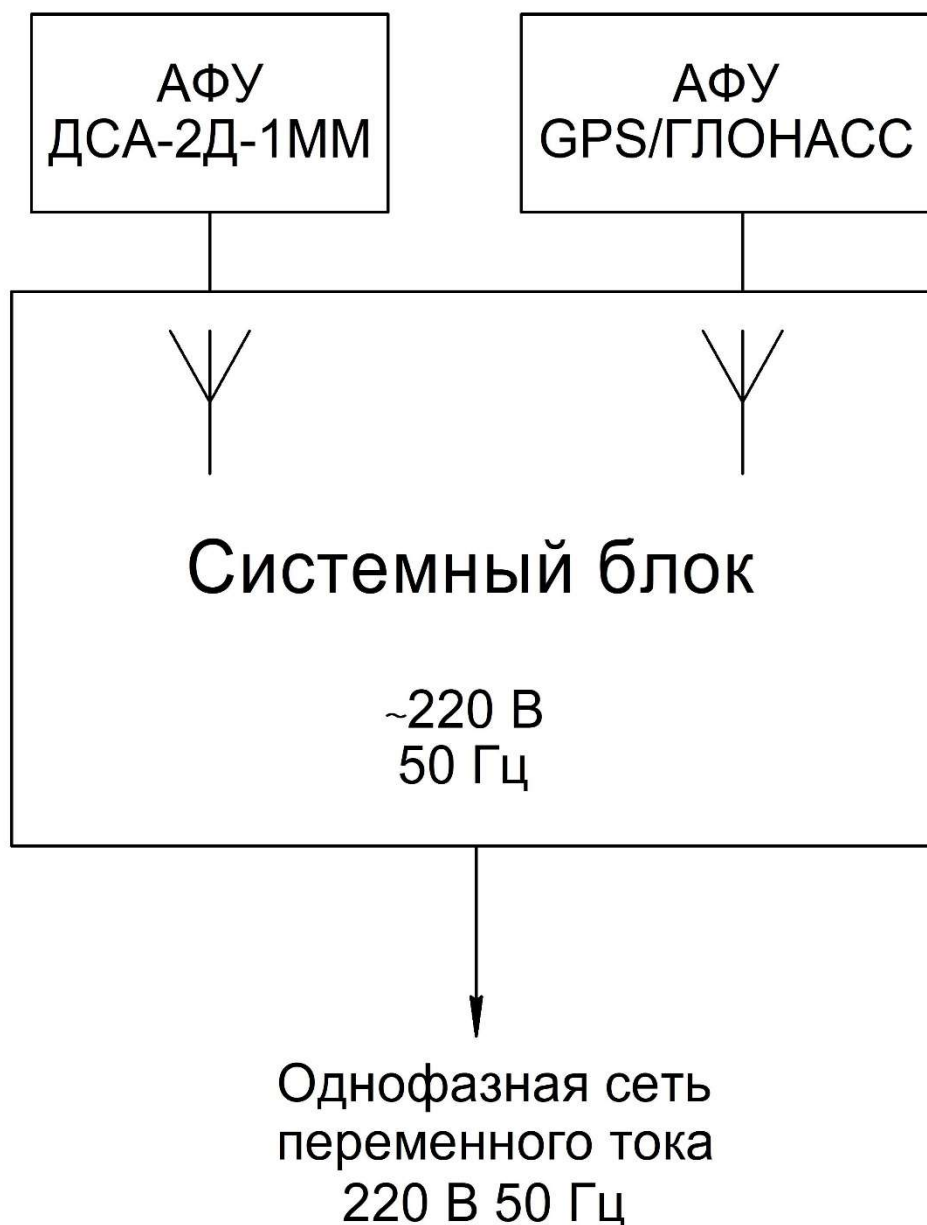 АФУ
ДСА-2Д-1ММ
АФУ
GPS/ГЛОНАСС
Системный блок
~220 В
50 Гц
Однофазная сеть
переменного тока
220 В 50 Гц